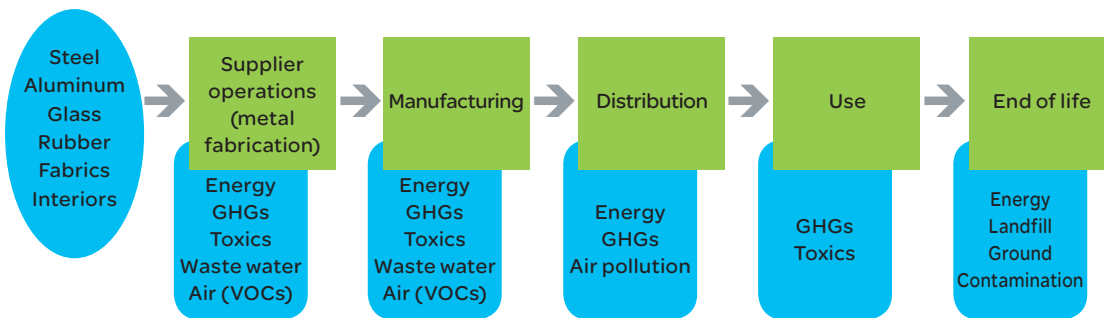 Steel
Aluminum
Glass
Rubber
Fabrics
Interiors
Supplier
operations
(metal
fabrication)
Energy
GHGs
Toxics
Waste water
Air (VOCs)
Manufacturing
Energy
GHGs
Toxics
Waste water
Air (VOCs)
Distribution
Energy
GHGs
Air pollution
Use
GHGs
Toxics
End of life
Energy
Landfill
Ground
Contamination